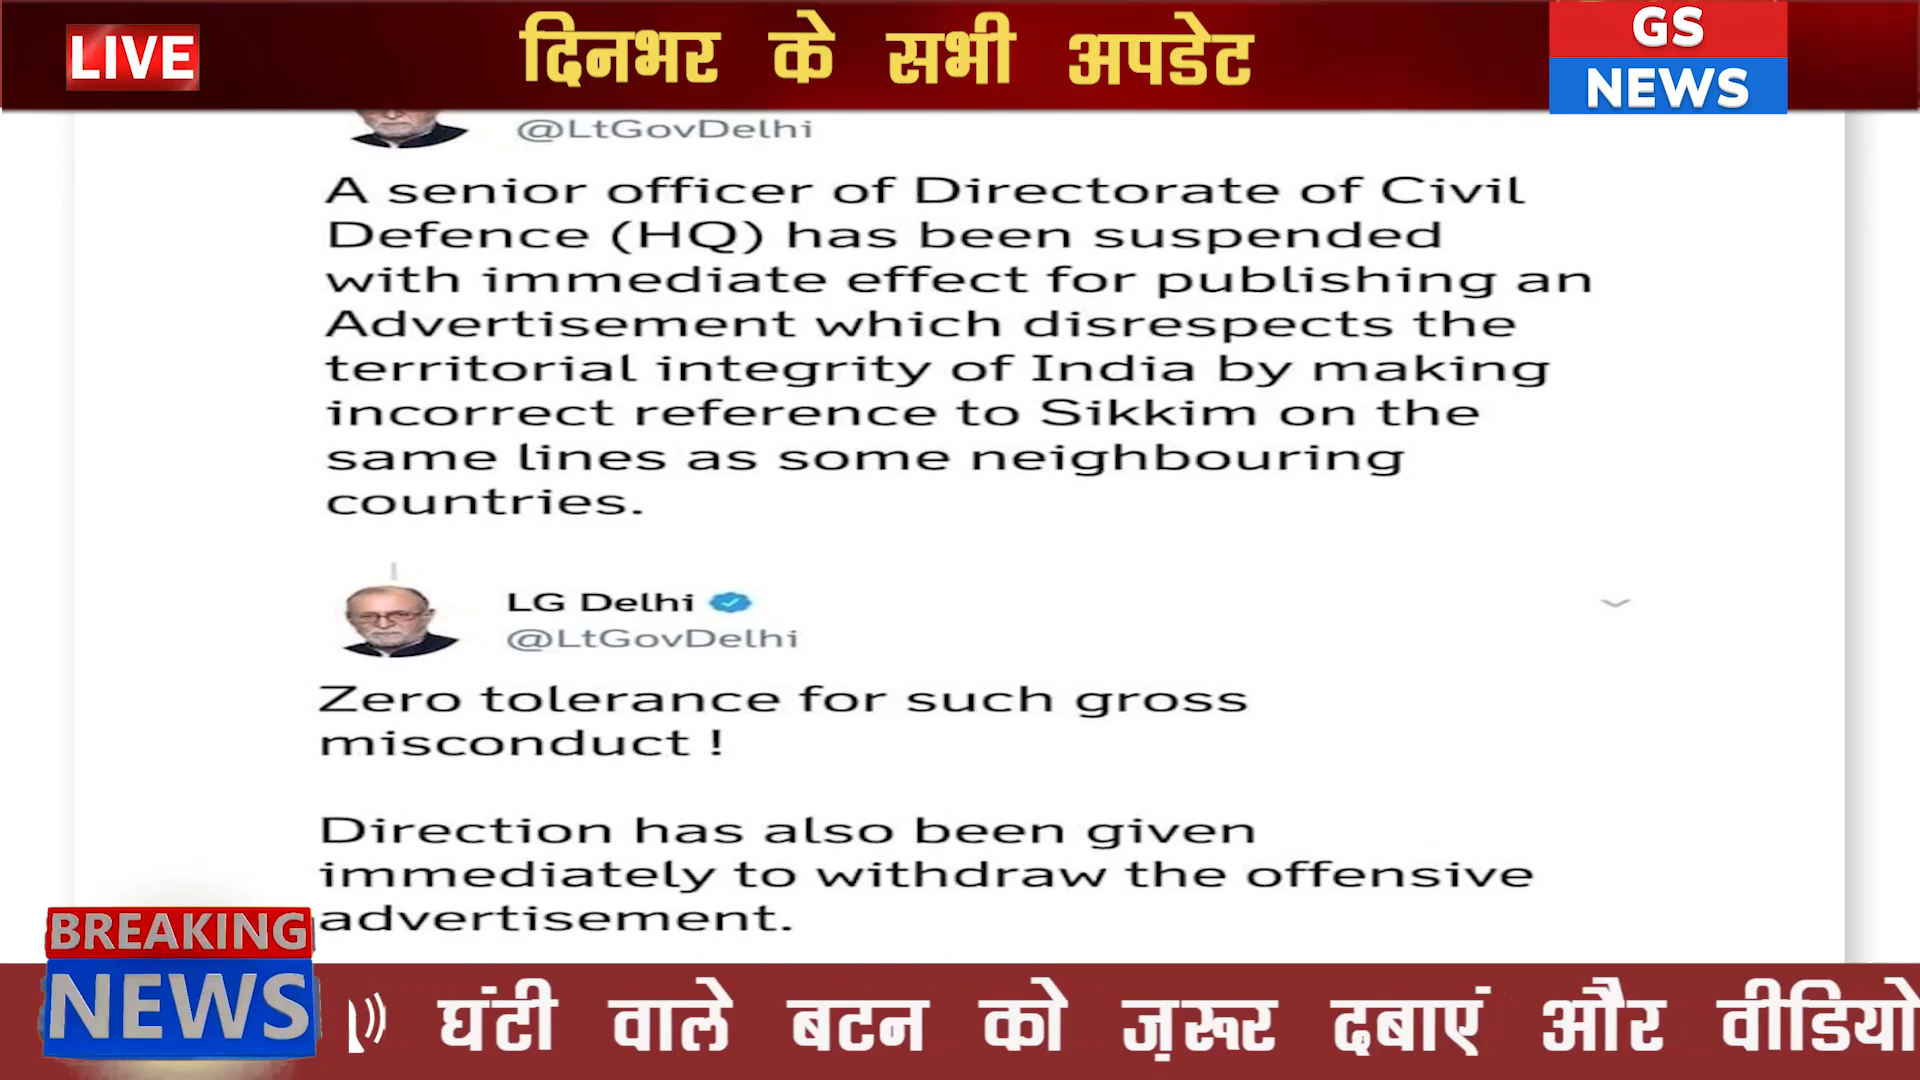 LIVE
दिनभर के सभी अपडेट
GS
NEWS
@LtGovDelhi
A senior officer of Directorate of Civil
Defence (HQ) has been suspended
with immediate effect for publishing an
Advertisement which disrespects the
territorial integrity of India by making
incorrect reference to Sikkim on the
same lines as some neighbouring
countries.
LG Delhi
@LtGovDelhi
Zero tolerance for such gross
misconduct !
Direction has also been given
immediately to withdraw the offensive
advertisement.
BREAKING
NEWS
घंटी वाले बटन को ज़रूर दबाएं और वीडियो